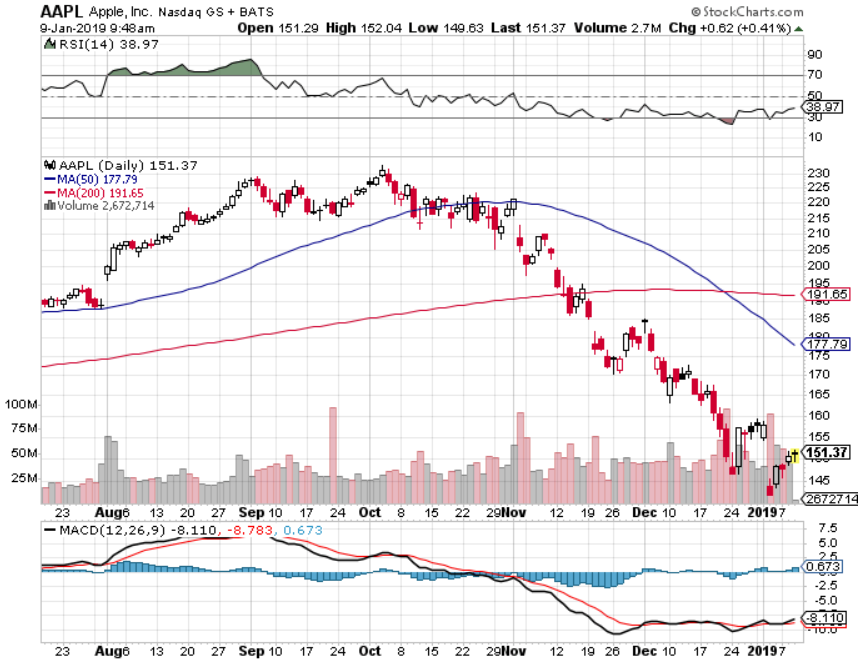 AAPL Apple, Inc. Nasdaq GS + BATS
© StockCharts.com
9-Jan-2019 9:48am
Open 151.29 High 152.04 Low 149.63 Last 151.37 Volume 2.7M Chg +0.62 (+0.41%) ▲
RSI(14) 38.97
90
70
50
38.97
30
10
AAPL (Daily) 151.37
MA(50) 177.79
MA(200) 191.65
Volume 2,672,714
230
225
220
215
210
205
200
195
191.65
185
180
177.79
175
170
165
160
155
151.37
150
145
2672714
100M
75M
50M
25M
23 Aug 6 13 20 27 Sep 10 17 24 Oct 8 15 22 29 Nov 12 19 26 Dec 10 17 24 2019 7
MACD(12,26,9) -8.110, -8.783, 0.673
7.5
5.0
2.5
0.673
-2.5
-5.0
-8.110
-10.0
23 Aug 6 13 20 27 Sep 10 17 24 Oct 8 15 22 29 Nov 12 19 26 Dec 10 17 24 2019 7